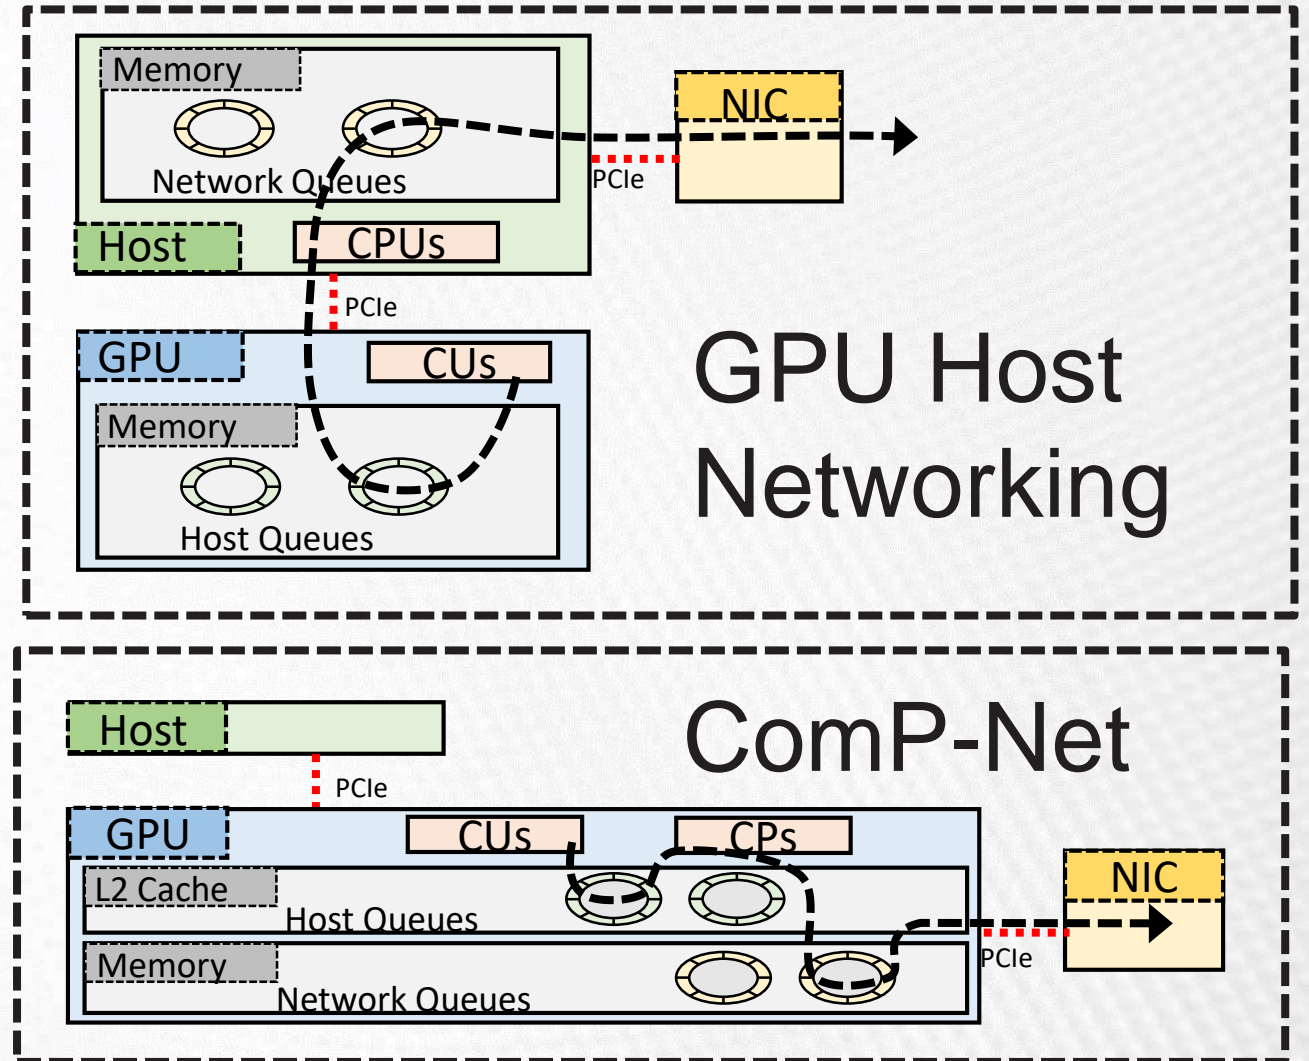 Memory
NIC
Network Queues
PCIe
Host
CPUs
PCIe
GPU
CUs
GPU Host
Networking
Memory
Host Queues
Host
ComP-Net
PCIe
GPU
CUs
CPs
NIC
L2 Cache
Host Queues
Memory
PCIe
Network Queues